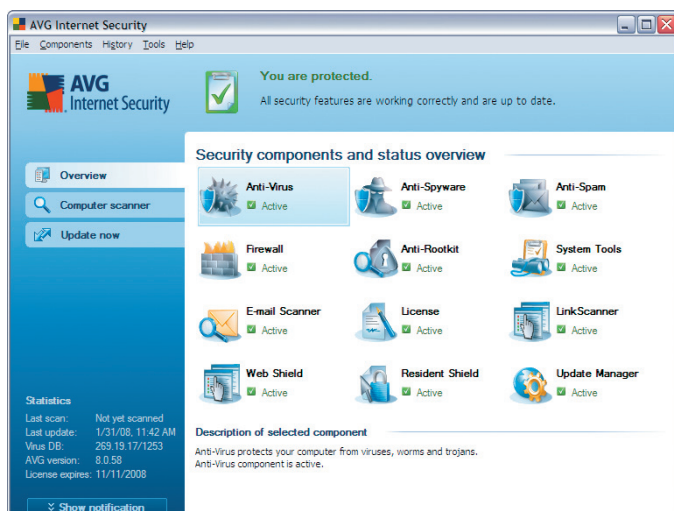 AVG Internet Security
File Components History Tools Help
AVG
Internet Security
You are protected.
All security features are working correctly and are up to date.
Overview
Computer scanner
Update now
Security components and status overview
Anti-Virus
Active
Anti-Spyware
Active
Anti-Spam
Active
Firewall
Active
Anti-Rootkit
Active
System Tools
Active
E-mail Scanner
Active
License
Active
LinkScanner
Active
Web Shield
Active
Resident Shield
Active
Update Manager
Active
Statistics
Last scan: Not yet scanned
Last update: 1/31/08, 11:42 AM
Virus DB: 269.19.17/1253
AVG version: 8.0.58
License expires: 11/11/2008
Show notification
Description of selected component
Anti-Virus protects your computer from viruses, worms and trojans.
Anti-Virus component is active.